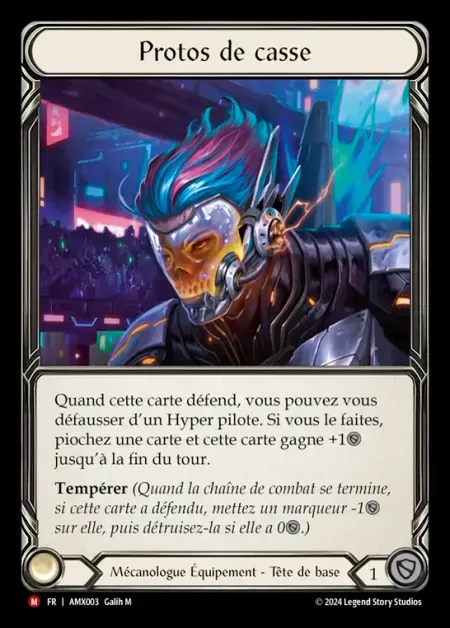 Protos de casse
Quand cette carte défend, vous pouvez vous
défausser d'un Hyper pilote. Si vous le faites,
piochez une carte et cette carte gagne +1
jusqu'à la fin du tour.
Tempérer (Quand la chaîne de combat se termine,
si cette carte a défendu, mettez un marqueur -1
sur elle, puis détruisez-la si elle a 0.)
Mécanologue Équipement - Tête de base
1
M FR | AMX003 Galih M
© 2024 Legend Story Studios